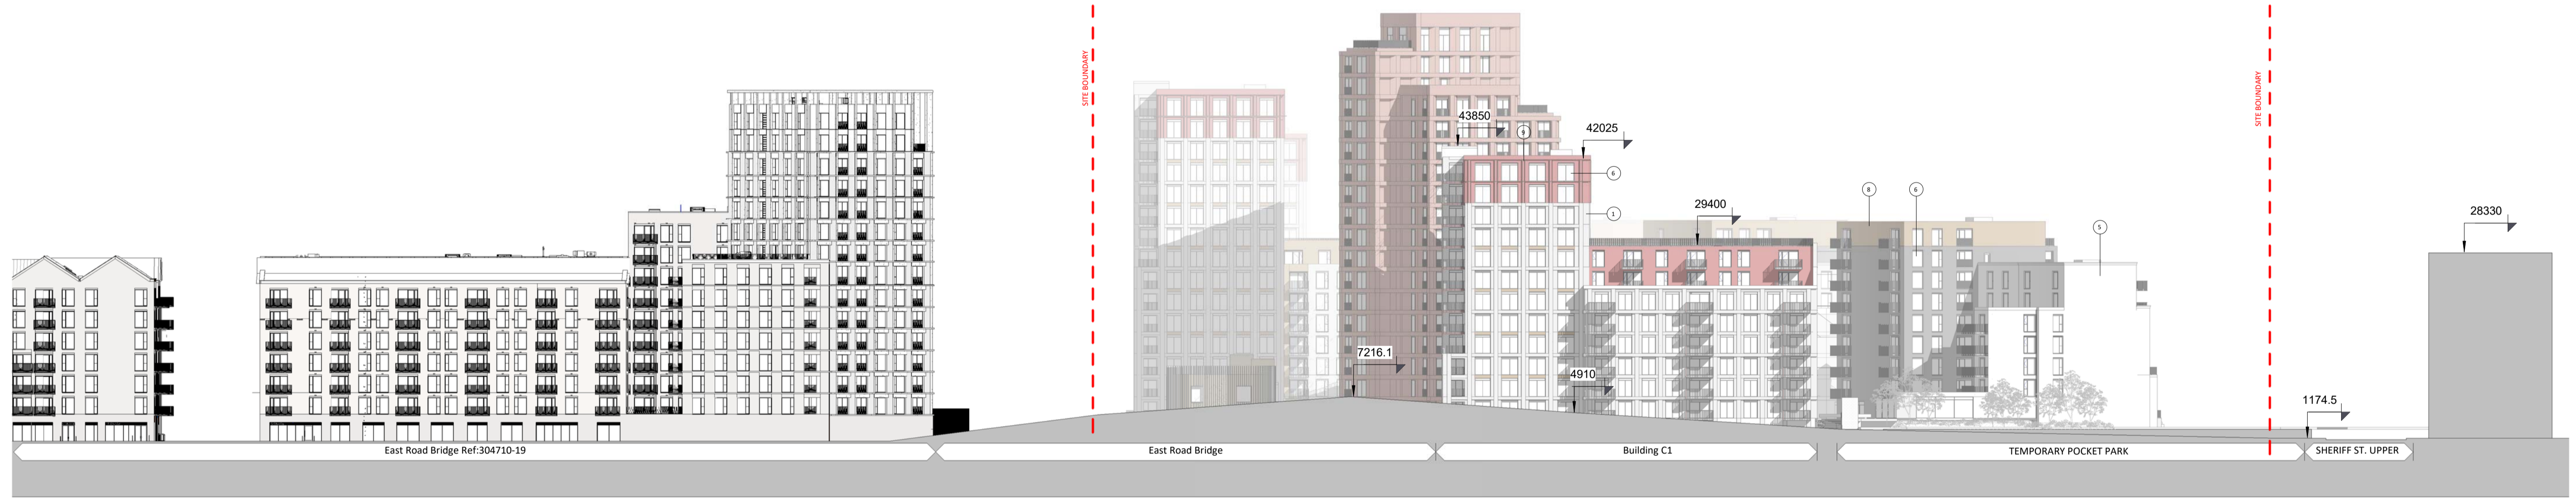 SITE BOUNDARY
SITE BOUNDARY
43850
42025
9
6
1
29400
8
6
5
28330
7216.1
4910
1174.5
East Road Bridge Ref:304710-19
East Road Bridge
Building C1
TEMPORARY POCKET PARK
SHERIFF ST. UPPER